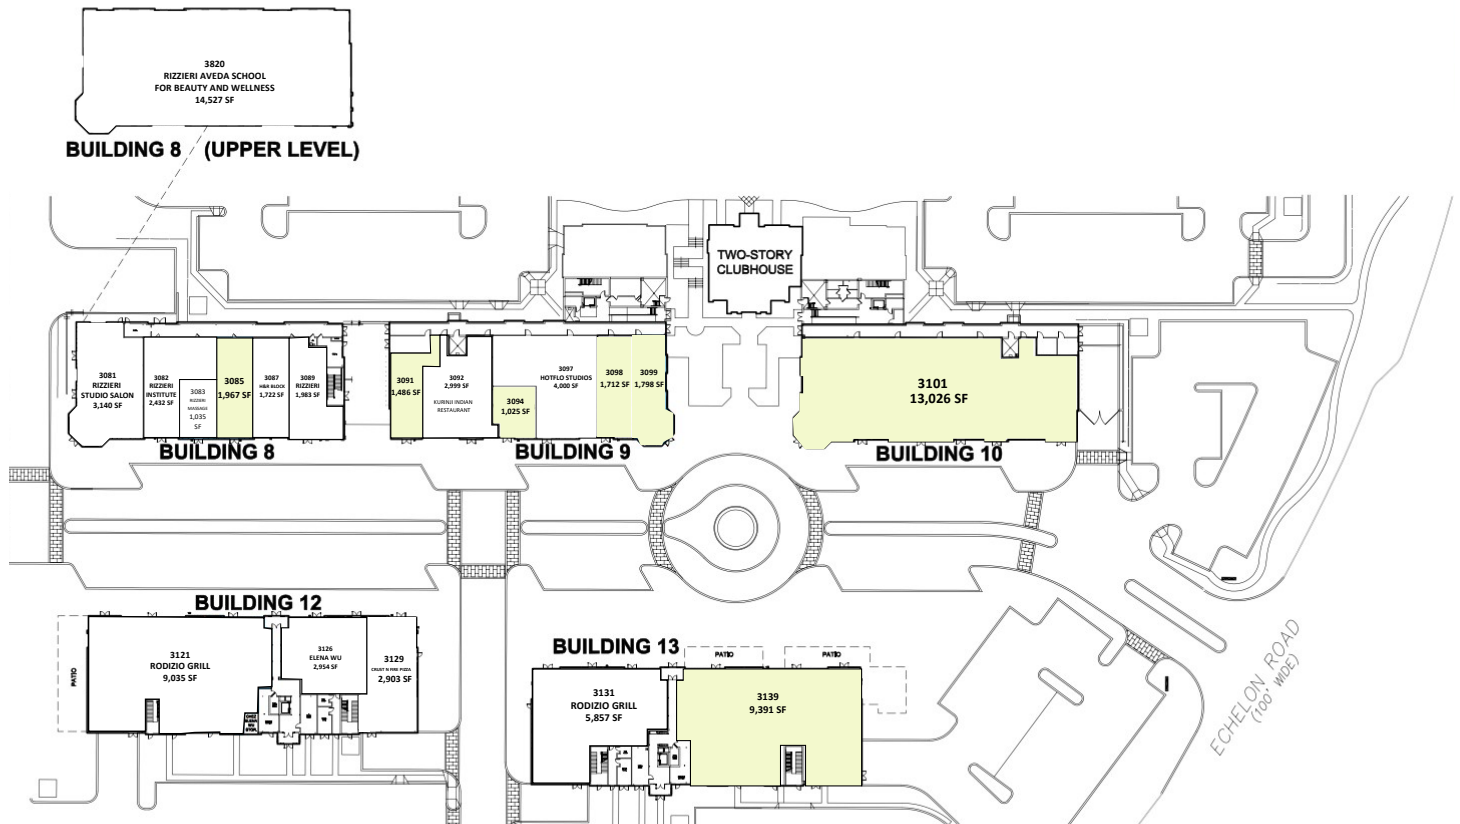 3820
RIZZIERI AVEDA SCHOOL
FOR BEAUTY AND WELLNESS
14,527 SF
BUILDING 8 (UPPER LEVEL)
TWO-STORY
CLUBHOUSE
3081
RIZZIERI
STUDIO SALON
3,140 SF
3082
RIZZIERI
INSTITUTE
2,432 SF
3083
RIZZIERI
MASSAGE
1,035
SF
3085
1,967 SF
3087
H&R BLOCK
1,722 SF
3089
RIZZIERI
1,983 SF
BUILDING 8
3091
1,486 SF
3092
2,999 SF
KURINJI INDIAN
RESTAURANT
3094
1,025 SF
3097
HOTFLO STUDIOS
4,000 SF
3098
1,712 SF
3099
1,798 SF
BUILDING 9
3101
13,026 SF
BUILDING 10
BUILDING 12
PATIO
3121
RODIZIO GRILL
9,035 SF
3126
ELENA WU
2,954 SF
3129
CRUST N FIRE PIZZA
2,903 SF
BUILDING 13
PATIO
PATIO
3131
RODIZIO GRILL
5,857 SF
3139
9,391 SF
ECHELON ROAD
(100' WIDE)